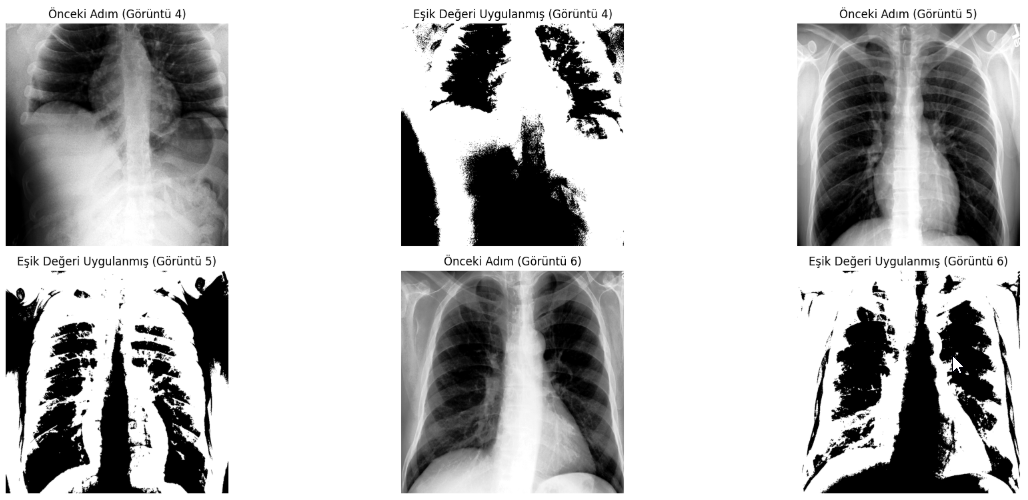 Önceki Adım (Görüntü 4)
Eşik Değeri Uygulanmış (Görüntü 4)
Önceki Adım (Görüntü 5)
Eşik Değeri Uygulanmış (Görüntü 5)
Önceki Adım (Görüntü 6)
Eşik Değeri Uygulanmış (Görüntü 6)